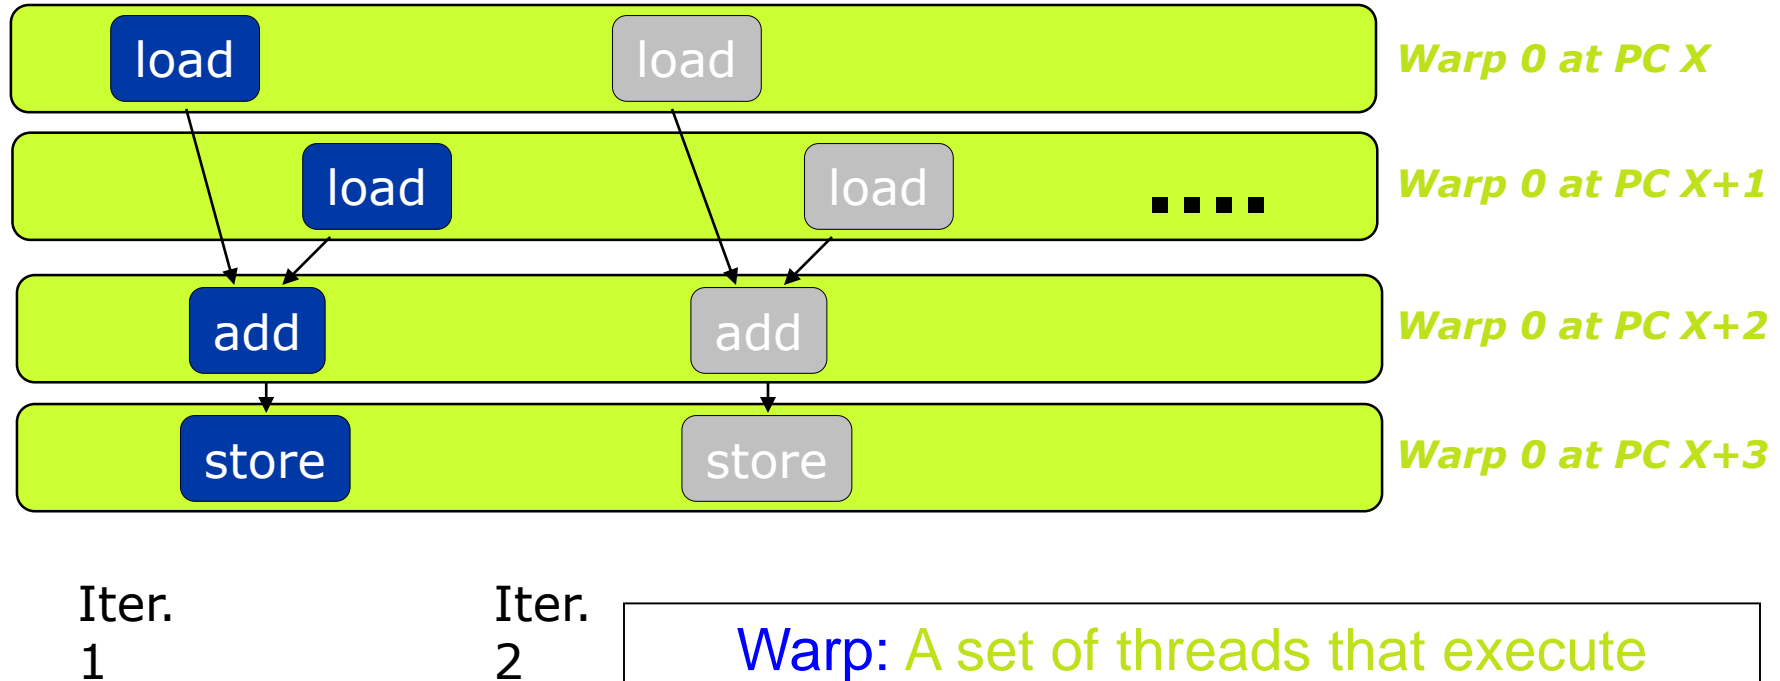 load load Warp 0 at PC X
load load Warp 0 at PC X+1
add add Warp 0 at PC X+2
store store Warp 0 at PC X+3
Iter. Iter.
1 2
Warp: A set of threads that execute